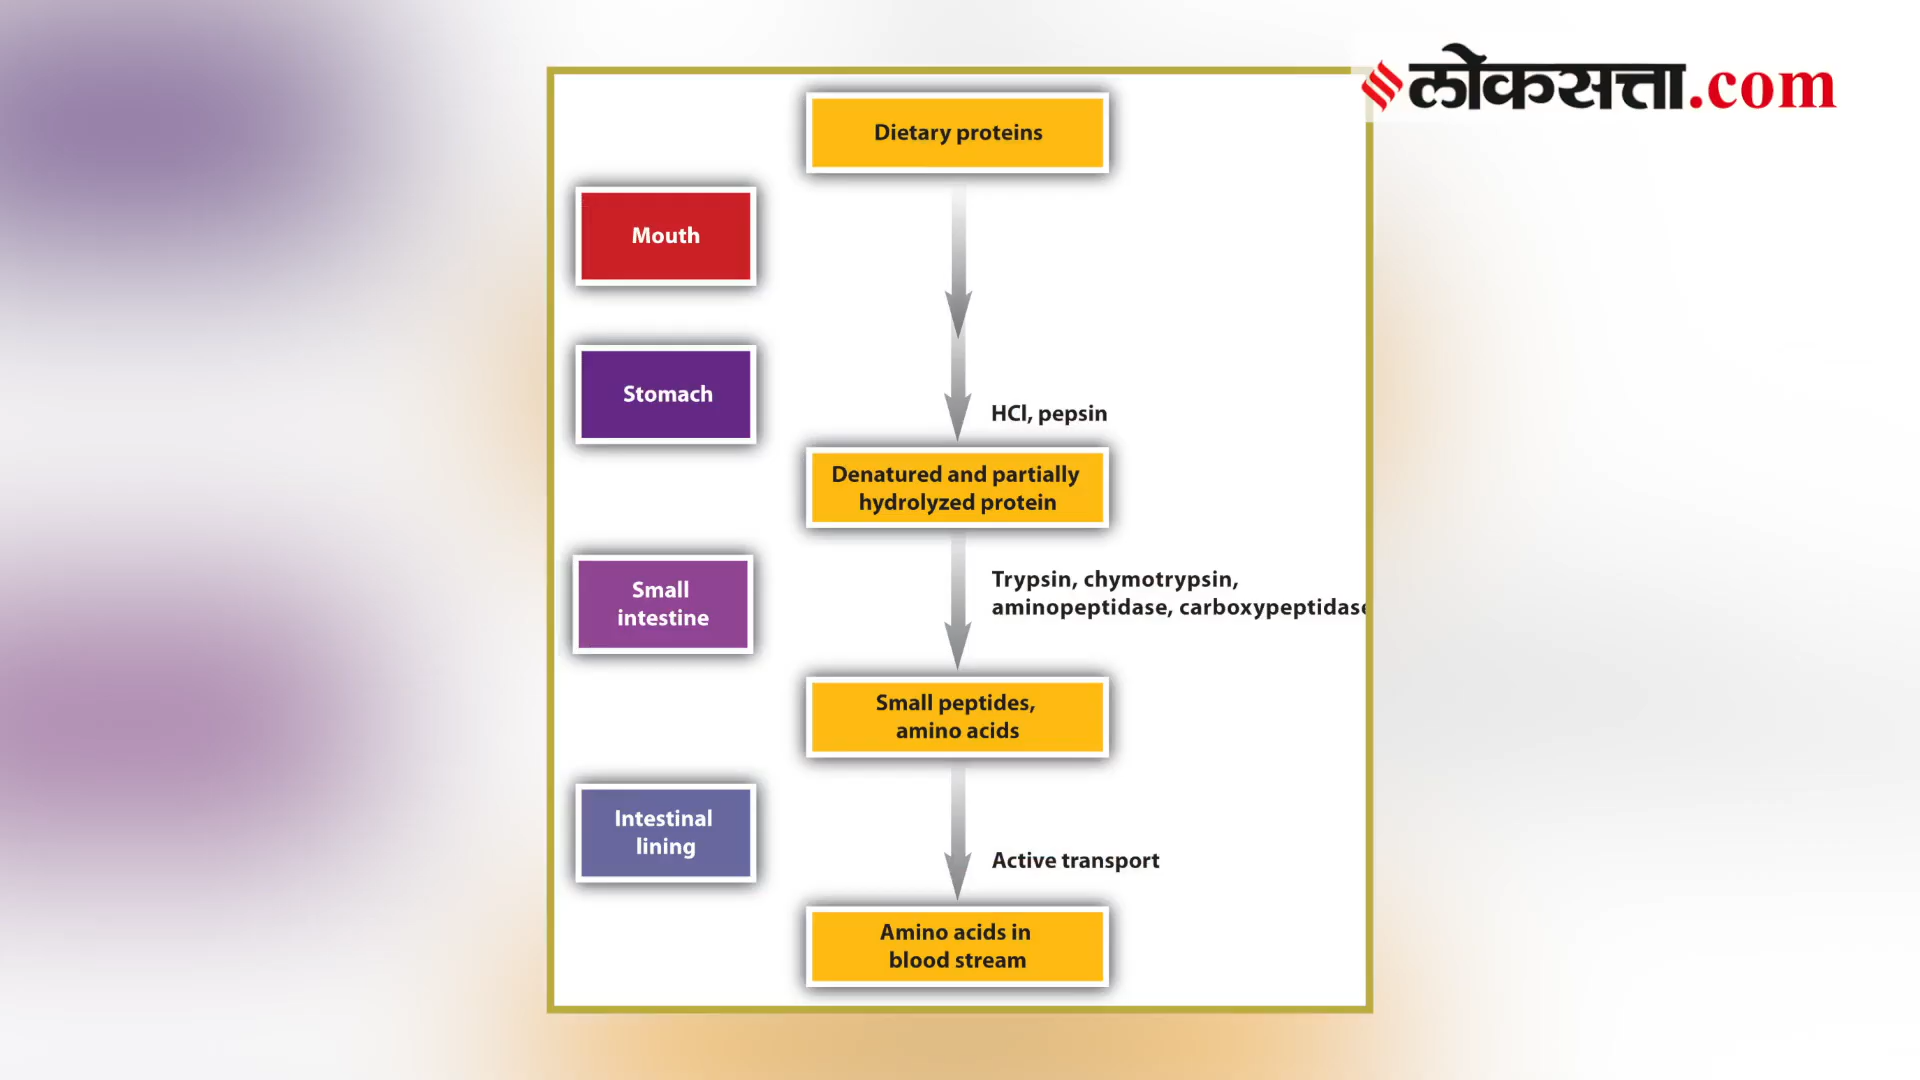 लोकसत्ता.com
Dietary proteins
Mouth
Stomach
HCl, pepsin
Denatured and partially
hydrolyzed protein
Small
intestine
Trypsin, chymotrypsin,
aminopeptidase, carboxypeptidase
Small peptides,
amino acids
Intestinal
lining
Active transport
Amino acids in
blood stream